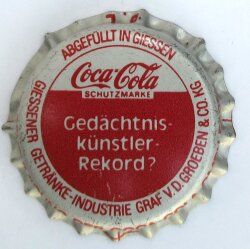 ABGEFÜLLT IN GIESSEN
Coca-Cola
SCHUTZMARKE
Gedächtnis-
künstler-
Rekord?
GIESSENER GETRÄNKE-INDUSTRIE GRAF V.D. GROEBEN & CO. KG